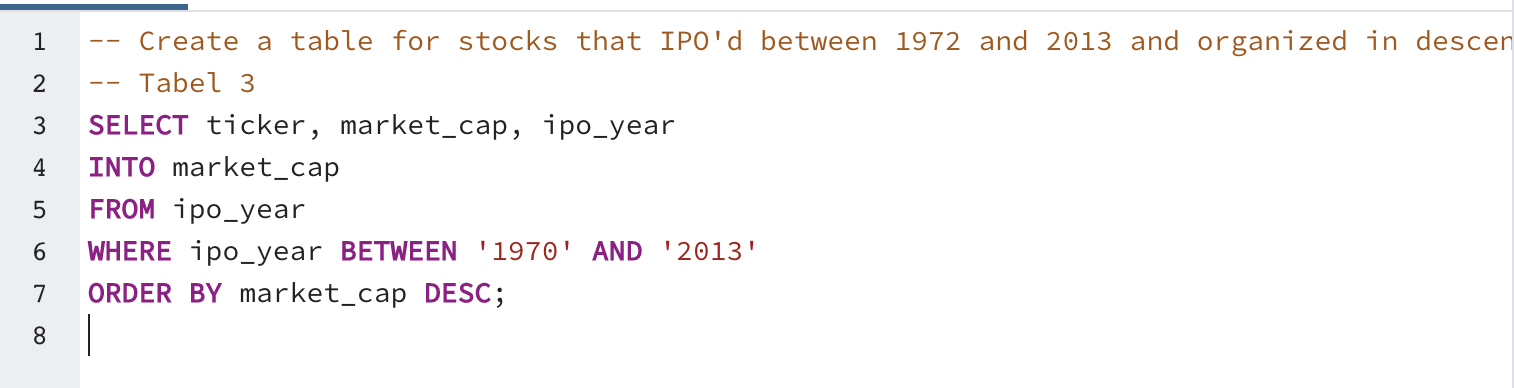 1 -- Create a table for stocks that IPO'd between 1972 and 2013 and organized in descen
2 -- Tabel 3
3 SELECT ticker, market_cap, ipo_year
4 INTO market_cap
5 FROM ipo_year
6 WHERE ipo_year BETWEEN '1970' AND '2013'
7 ORDER BY market_cap DESC;
8